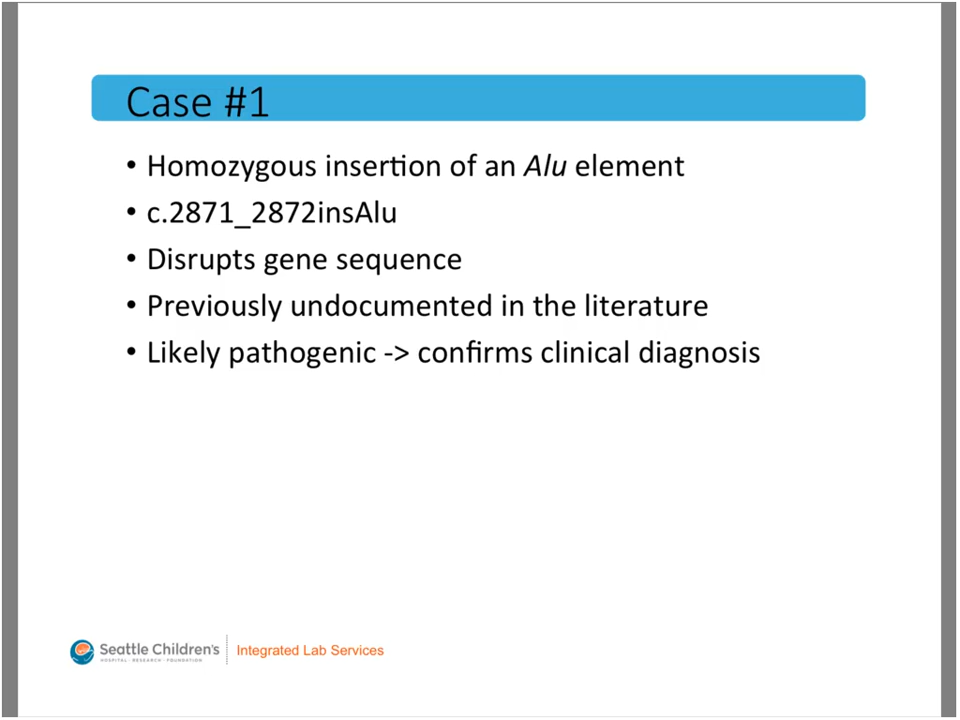 Case #1
• Homozygous insertion of an Alu element
• c.2871_2872insAlu
• Disrupts gene sequence
• Previously undocumented in the literature
• Likely pathogenic -> confirms clinical diagnosis
Seattle Children's
HOSPITAL · RESEARCH · FOUNDATION
Integrated Lab Services